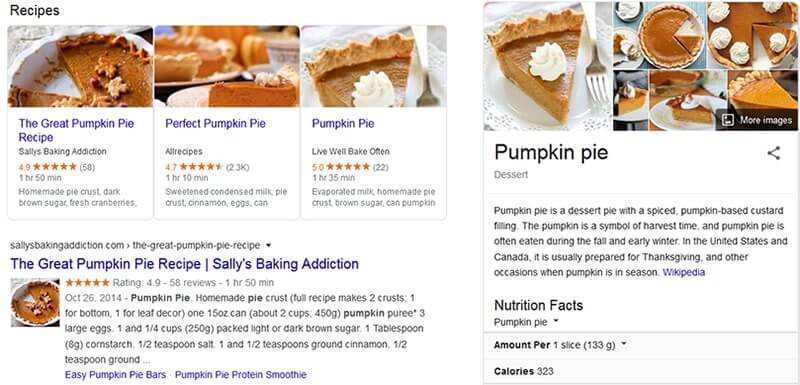 Recipes
The Great Pumpkin Pie
Recipe
Sallys Baking Addiction
4.9 ★★★★★ (58)
1 hr 50 min
Homemade pie crust, dark
brown sugar, fresh cranberries,
Perfect Pumpkin Pie
Allrecipes
4.7 ★★★★★ (2.3K)
1 hr 10 min
Sweetened condensed milk, pie
crust, cinnamon, eggs, can
Pumpkin Pie
Live Well Bake Often
5.0 ★★★★★ (22)
1 hr 35 min
Evaporated milk, homemade pie
crust, brown sugar, can pumpkin
sallysbakingaddiction.com › the-great-pumpkin-pie-recipe ▼
The Great Pumpkin Pie Recipe | Sally's Baking Addiction
★★★★★ Rating: 4.9 - 58 reviews - 1 hr 50 min
Oct 26, 2014 - Pumpkin Pie. Homemade pie crust (full recipe makes 2 crusts: 1
for bottom, 1 for leaf decor) one 15oz can (about 2 cups; 450g) pumpkin puree* 3
large eggs. 1 and 1/4 cups (250g) packed light or dark brown sugar. 1 Tablespoon
(8g) cornstarch. 1/2 teaspoon salt. 1 and 1/2 teaspoons ground cinnamon. 1/2
teaspoon ground ...
Easy Pumpkin Pie Bars · Pumpkin Pie Protein Smoothie
More images
Pumpkin pie
Dessert
Pumpkin pie is a dessert pie with a spiced, pumpkin-based custard
filling. The pumpkin is a symbol of harvest time, and pumpkin pie is
often eaten during the fall and early winter. In the United States and
Canada, it is usually prepared for Thanksgiving, and other
occasions when pumpkin is in season. Wikipedia
Nutrition Facts
Pumpkin pie ▼
Amount Per 1 slice (133 g) ▼
Calories 323